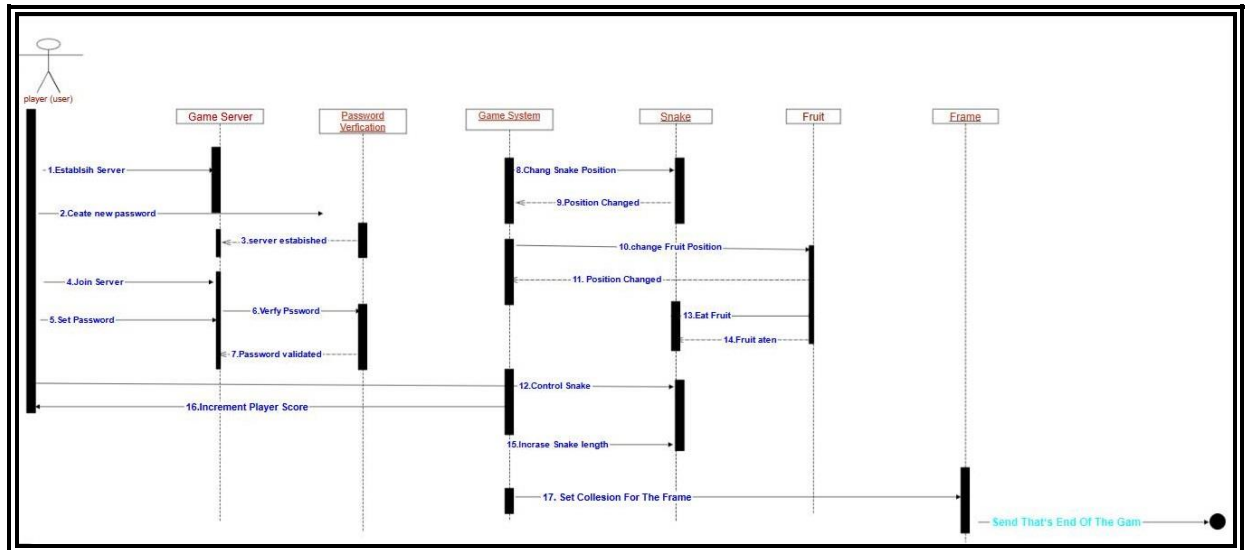 player (user)
Game Server
Password
Verfication
Game System
Snake
Fruit
Frame
1.Establsih Server
8.Chang Snake Position
9.Position Changed
2.Ceate new password
3.server estabished
10.change Fruit Position
4.Join Server
11. Position Changed
6.Verfy Pssword
5.Set Password
13.Eat Fruit
14.Fruit aten
7.Password validated
12.Control Snake
16.Increment Player Score
15.Incrase Snake length
17. Set Collesion For The Frame
Send That's End Of The Gam